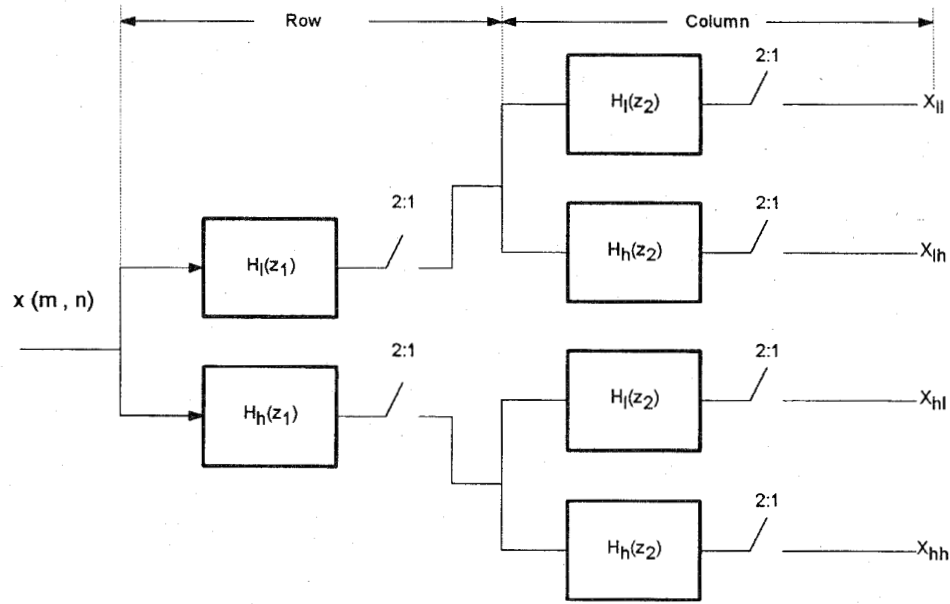 Row
Column
2:1
H_l(z_2)
X_ll
2:1
2:1
H_h(z_2)
X_lh
H_l(z_1)
x (m , n)
2:1
2:1
H_l(z_2)
X_hl
H_h(z_1)
2:1
H_h(z_2)
X_hh